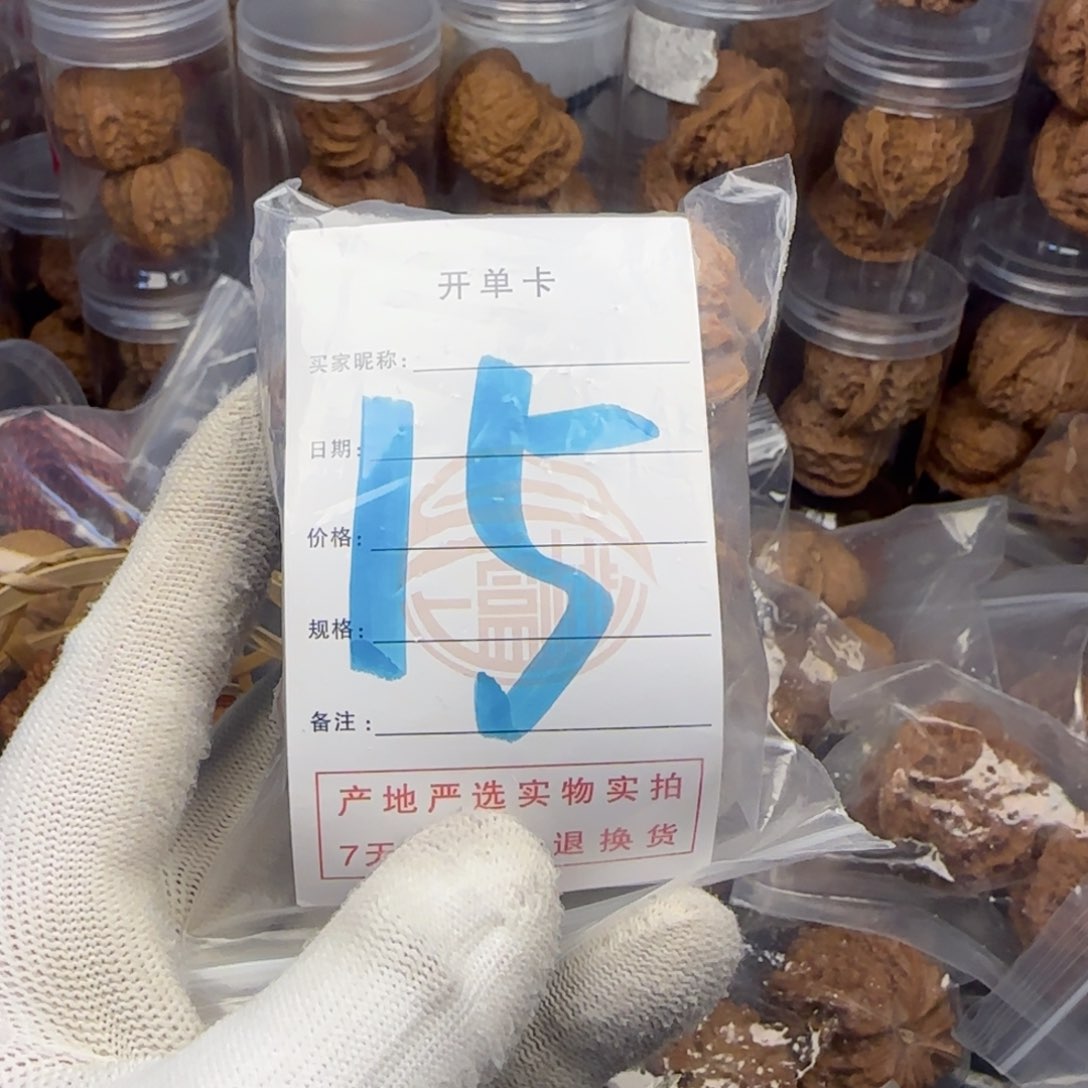 开单卡
买家昵称：
日期：
价格：
规格：
备注：
15
产地严选实物实拍
7天 退换货